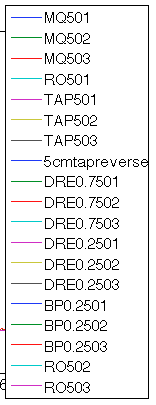 MQ501
MQ502
MQ503
RO501
TAP501
TAP502
TAP503
5cmtapreverse
DRE0.7501
DRE0.7502
DRE0.7503
DRE0.2501
DRE0.2502
DRE0.2503
BP0.2501
BP0.2502
BP0.2503
RO502
RO503